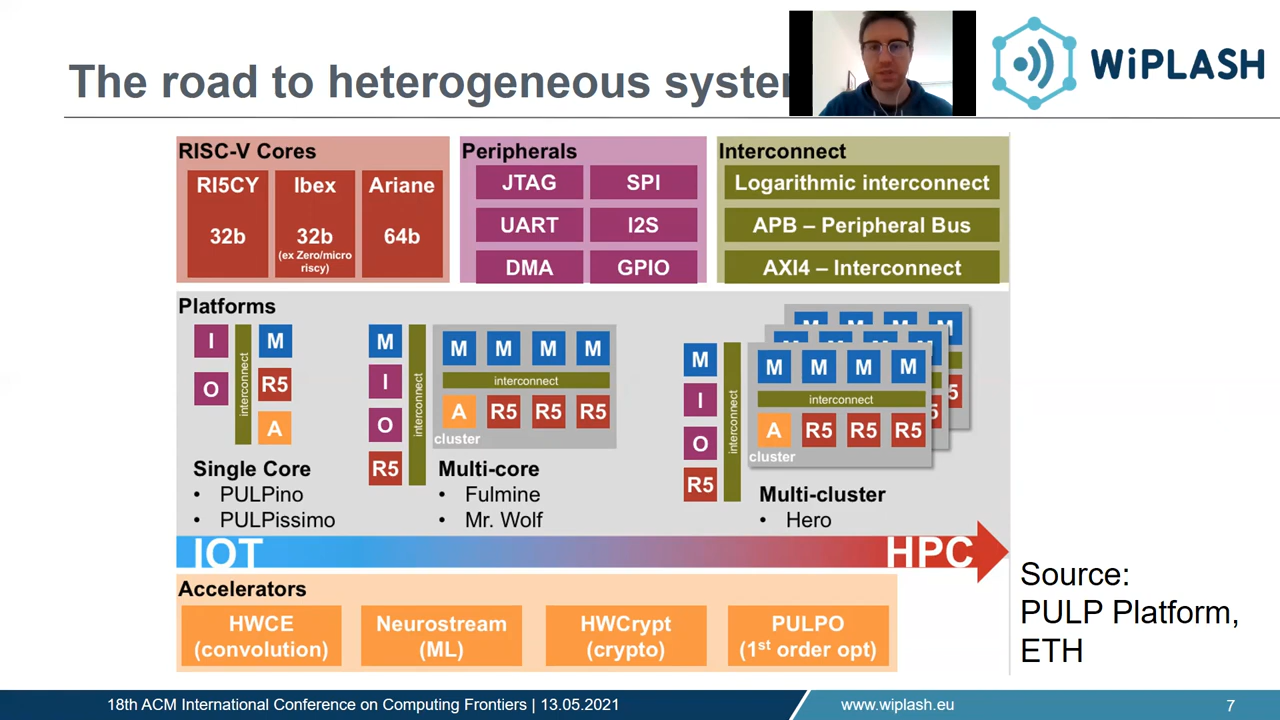 The road to heterogeneous system
WiPLASH
RISC-V Cores
RI5CY
32b
Ibex
32b
(ex Zero/micro
riscy)
Ariane
64b
Peripherals
JTAG
SPI
UART
I2S
DMA
GPIO
Interconnect
Logarithmic interconnect
APB – Peripheral Bus
AXI4 – Interconnect
Platforms
I
O
interconnect
M
R5
A
Single Core
• PULPino
• PULPissimo
M
I
O
R5
interconnect
M M M M
interconnect
A R5 R5 R5
cluster
Multi-core
• Fulmine
• Mr. Wolf
M
I
O
R5
interconnect
M M M M
M M M M
M M M M
interconnect
A R5 R5 R5
5
5
cluster
Multi-cluster
• Hero
IOT
HPC
Accelerators
HWCE
(convolution)
Neurostream
(ML)
HWCrypt
(crypto)
PULPO
(1st order opt)
Source:
PULP Platform,
ETH
18th ACM International Conference on Computing Frontiers | 13.05.2021
www.wiplash.eu
7